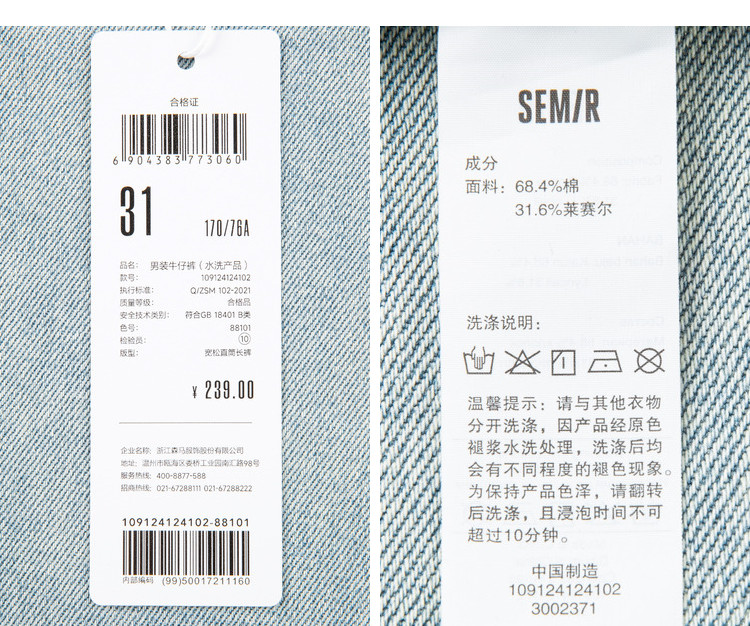 合格证
6 904383 773060
31
170/76A
品名: 男装牛仔裤(水洗产品)
款号: 109124124102
执行标准: Q/ZSM 102-2021
质量等级: 合格品
安全技术类别: 符合GB 18401 B类
色号: 88101
检验员: ⑩
版型: 宽松直筒长裤
¥ 239.00
企业名称: 浙江森马服饰股份有限公司
地址: 温州市瓯海区娄桥工业园南汇路98号
服务热线: 400-8877-588
招商热线: 021-67288111 021-67288222
109124124102-88101
内部编码 (99)50017211160
SEMIR
成分
面料: 68.4%棉
31.6%莱赛尔
洗涤说明:
温馨提示: 请与其他衣物
分开洗涤, 因产品经原色
褪浆水洗处理, 洗涤后均
会有不同程度的褪色现象。
为保持产品色泽, 请翻转
后洗涤, 且浸泡时间不可
超过10分钟。
中国制造
109124124102
3002371